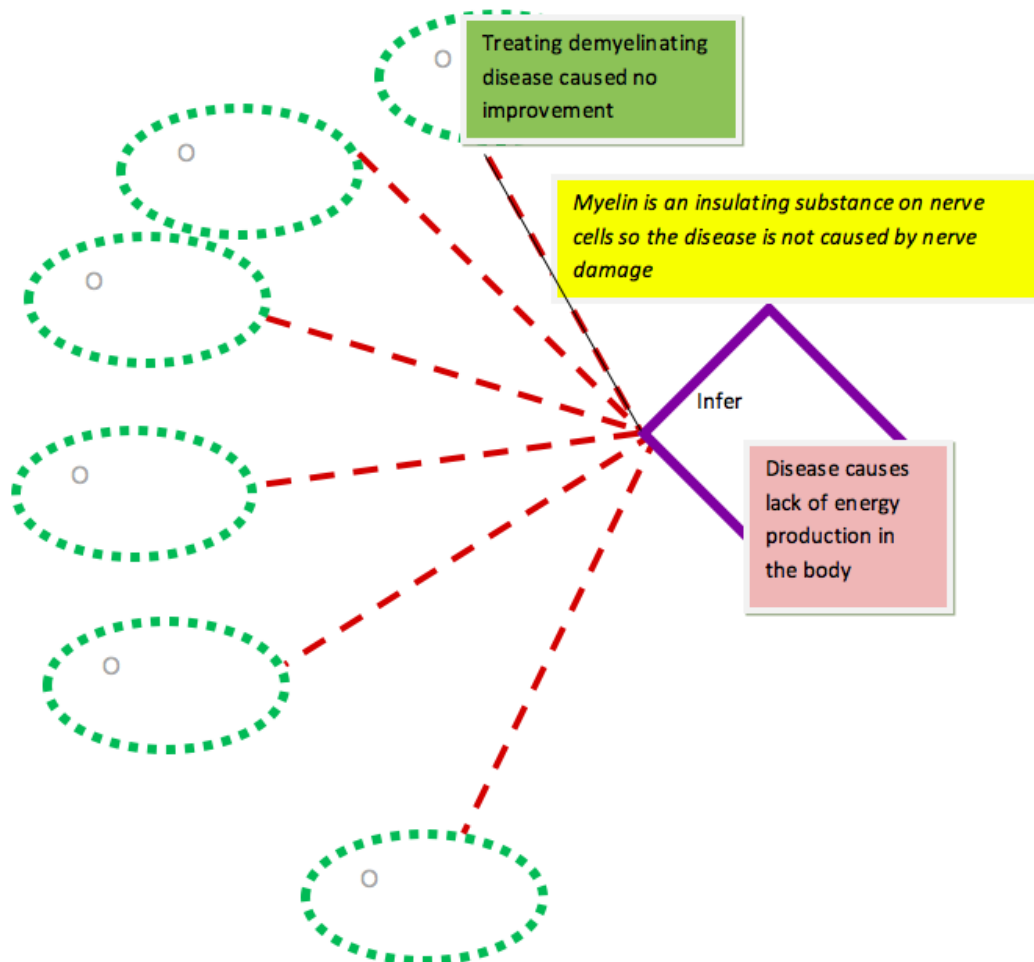 O
Treating demyelinating
disease caused no
improvement
O
Myelin is an insulating substance on nerve
cells so the disease is not caused by nerve
damage
O
Infer
O
Disease causes
lack of energy
production in
the body
O
O